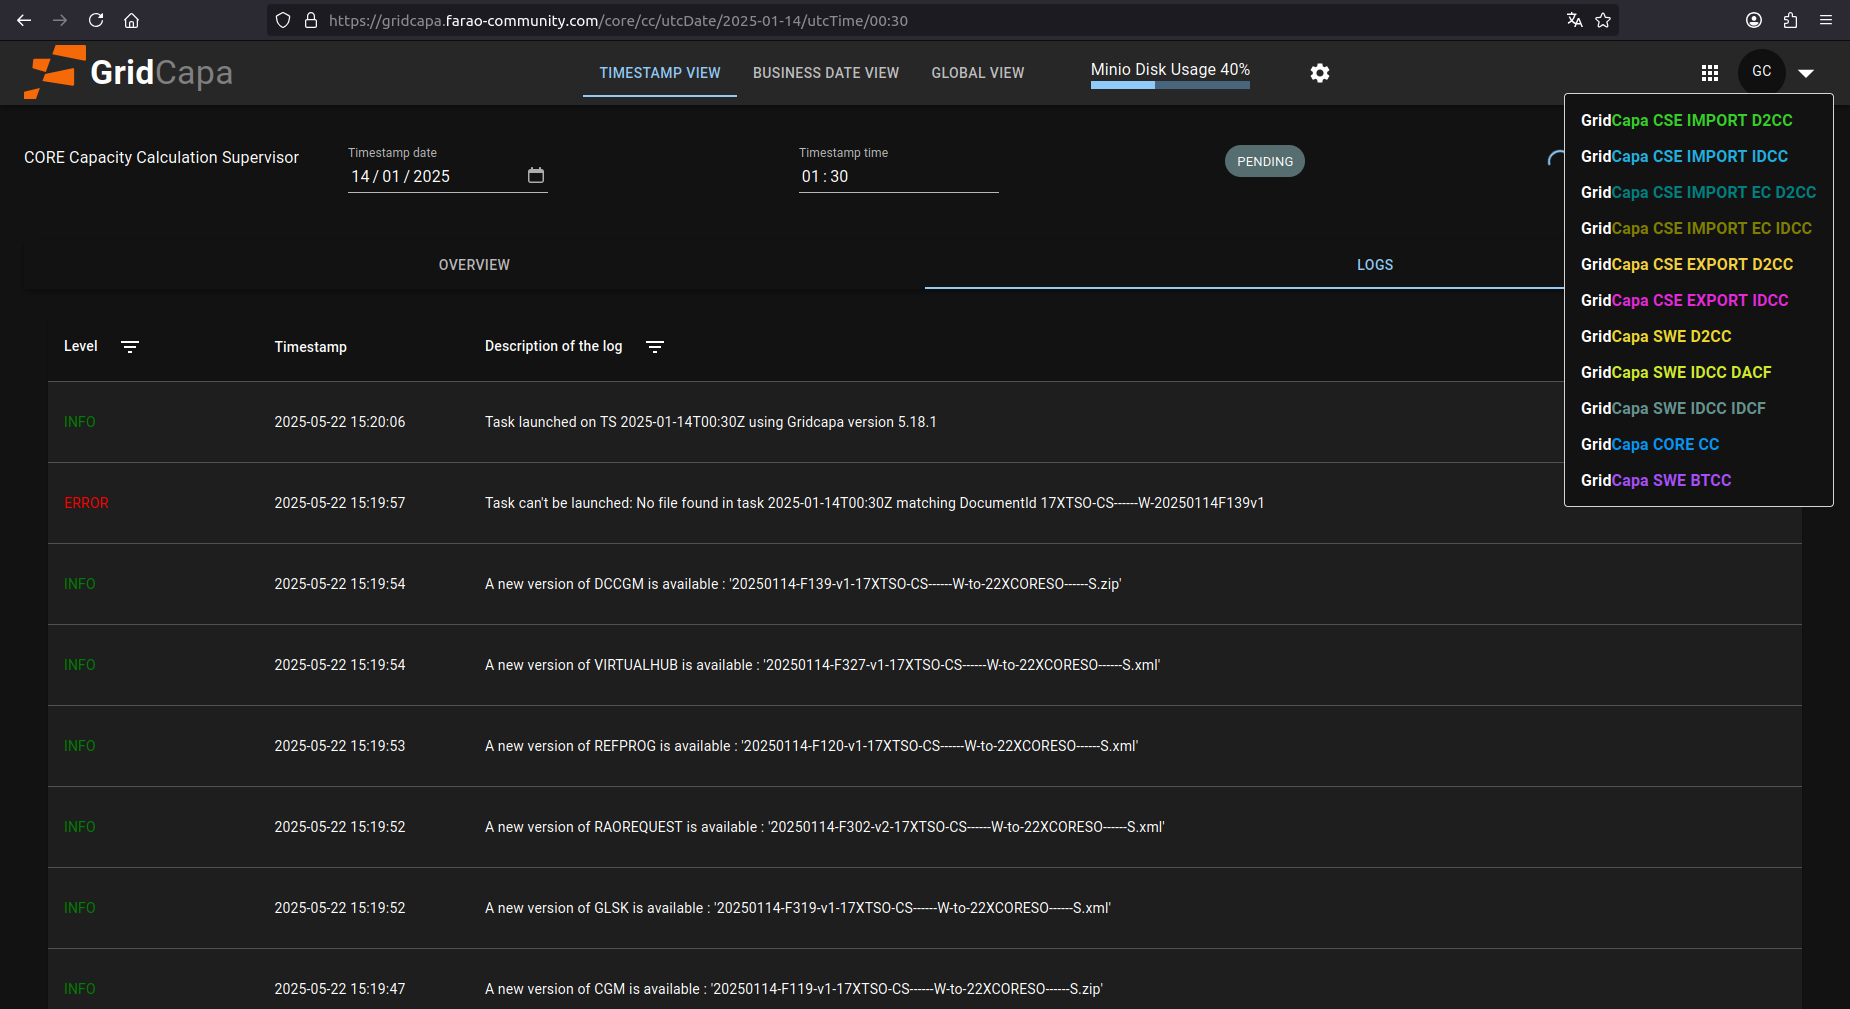 https://gridcapa.farao-community.com/core/cc/utcDate/2025-01-14/utcTime/00:30
GridCapa
TIMESTAMP VIEW
BUSINESS DATE VIEW
GLOBAL VIEW
Minio Disk Usage 40%
GC
CORE Capacity Calculation Supervisor
Timestamp date
14/01/2025
Timestamp time
01:30
PENDING
GridCapa CSE IMPORT D2CC
GridCapa CSE IMPORT IDCC
GridCapa CSE IMPORT EC D2CC
GridCapa CSE IMPORT EC IDCC
GridCapa CSE EXPORT D2CC
GridCapa CSE EXPORT IDCC
GridCapa SWE D2CC
GridCapa SWE IDCC DACF
GridCapa SWE IDCC IDCF
GridCapa CORE CC
GridCapa SWE BTCC
OVERVIEW
LOGS
Level Timestamp Description of the log
INFO 2025-05-22 15:20:06 Task launched on TS 2025-01-14T00:30Z using Gridcapa version 5.18.1
ERROR 2025-05-22 15:19:57 Task can't be launched: No file found in task 2025-01-14T00:30Z matching DocumentId 17XTSO-CS------W-20250114F139v1
INFO 2025-05-22 15:19:54 A new version of DCCGM is available : '20250114-F139-v1-17XTSO-CS------W-to-22XCORESO------S.zip'
INFO 2025-05-22 15:19:54 A new version of VIRTUALHUB is available : '20250114-F327-v1-17XTSO-CS------W-to-22XCORESO------S.xml'
INFO 2025-05-22 15:19:53 A new version of REFPROG is available : '20250114-F120-v1-17XTSO-CS------W-to-22XCORESO------S.xml'
INFO 2025-05-22 15:19:52 A new version of RAOREQUEST is available : '20250114-F302-v2-17XTSO-CS------W-to-22XCORESO------S.xml'
INFO 2025-05-22 15:19:52 A new version of GLSK is available : '20250114-F319-v1-17XTSO-CS------W-to-22XCORESO------S.xml'
INFO 2025-05-22 15:19:47 A new version of CGM is available : '20250114-F119-v1-17XTSO-CS------W-to-22XCORESO------S.zip'